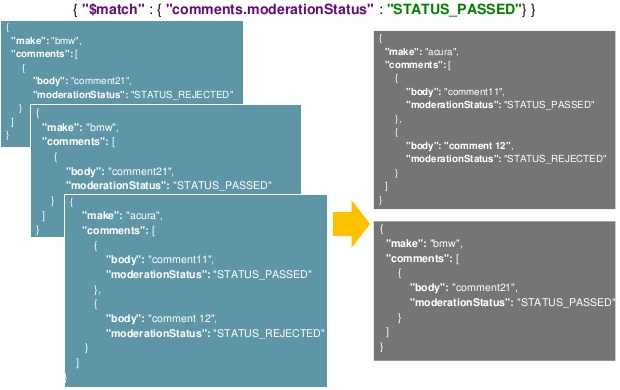 { "$match" : { "comments.moderationStatus" : "STATUS_PASSED"} }
{
"make": "bmw",
"comments": [
{
"body": "comment21",
"moderationStatus": "STATUS_REJECTED"
}
]
}
{
"make": "bmw",
"comments": [
{
"body": "comment21",
"moderationStatus": "STATUS_PASSED"
}
]
}
{
"make": "acura",
"comments": [
{
"body": "comment11",
"moderationStatus": "STATUS_PASSED"
},
{
"body": "comment 12",
"moderationStatus": "STATUS_REJECTED"
}
]
}
{
"make": "acura",
"comments": [
{
"body": "comment11",
"moderationStatus": "STATUS_PASSED"
},
{
"body": "comment 12",
"moderationStatus": "STATUS_REJECTED"
}
]
}
{
"make": "bmw",
"comments": [
{
"body": "comment21",
"moderationStatus": "STATUS_PASSED"
}
]
}